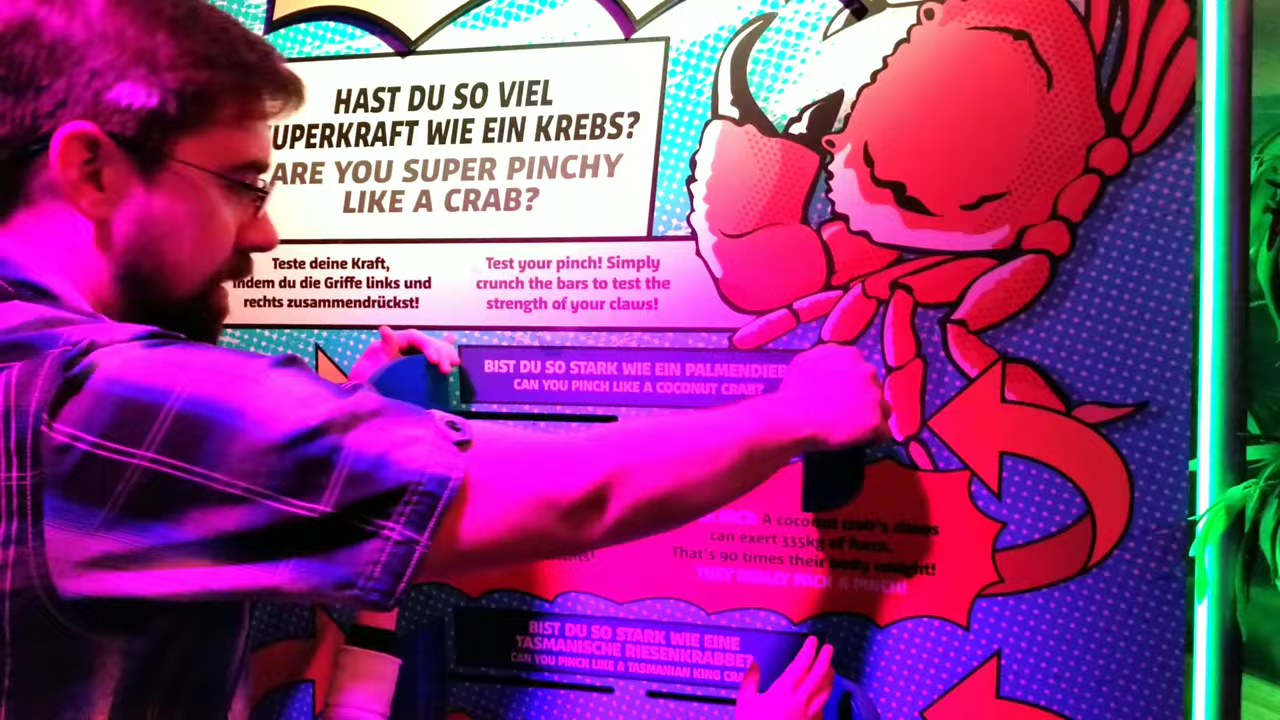 HAST DU SO VIEL
UPERKRAFT WIE EIN KREBS?
ARE YOU SUPER PINCHY
LIKE A CRAB?
Teste deine Kraft,
indem du die Griffe links und
rechts zusammendrückst!
Test your pinch! Simply
crunch the bars to test the
strength of your claws!
BIST DU SO STARK WIE EIN PALMENDIEB
CAN YOU PINCH LIKE A COCONUT CRAB?
A coconut crab's claws
can exert 335kg of force.
That's 90 times their body weight!
THEY REALLY PACK A PINCH!
BIST DU SO STARK WIE EINE
TASMANISCHE RIESENKRABBE?
CAN YOU PINCH LIKE A TASMANIAN KING CRA